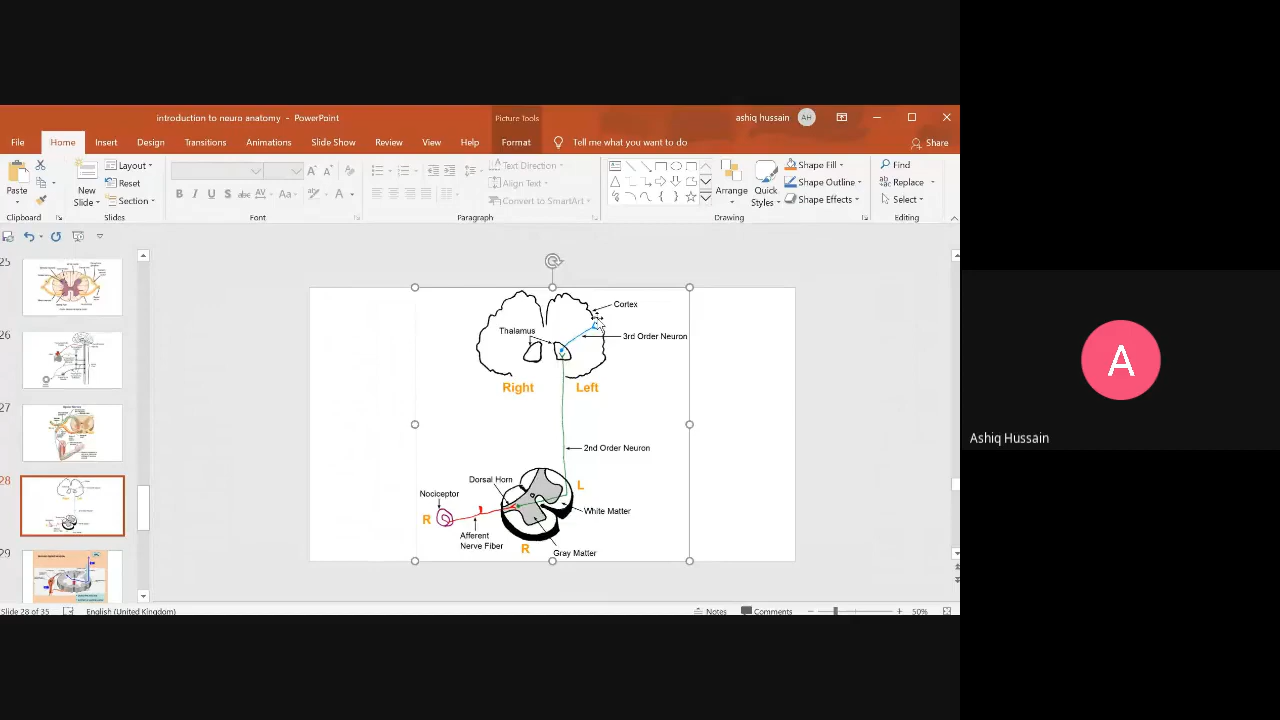 introduction to neuro anatomy - PowerPoint
Picture Tools
ashiq hussain
AH
File Home Insert Design Transitions Animations Slide Show Review View Help Format Tell me what you want to do
Share
Paste
Clipboard
New
Slide
Layout
Reset
Section
Slides
B I U S abc AV Aa A
Font
Text Direction
Align Text
Convert to SmartArt
Paragraph
Arrange
Quick
Styles
Shape Fill
Shape Outline
Shape Effects
Drawing
Find
Replace
Select
Editing
25
26
27
28
29
Cortex
Thalamus
3rd Order Neuron
Right Left
2nd Order Neuron
Dorsal Horn
L
Nociceptor
White Matter
R
Afferent
Nerve Fiber
R
Gray Matter
Slide 28 of 35 English (United Kingdom) Notes Comments 50%
A
Ashiq Hussain